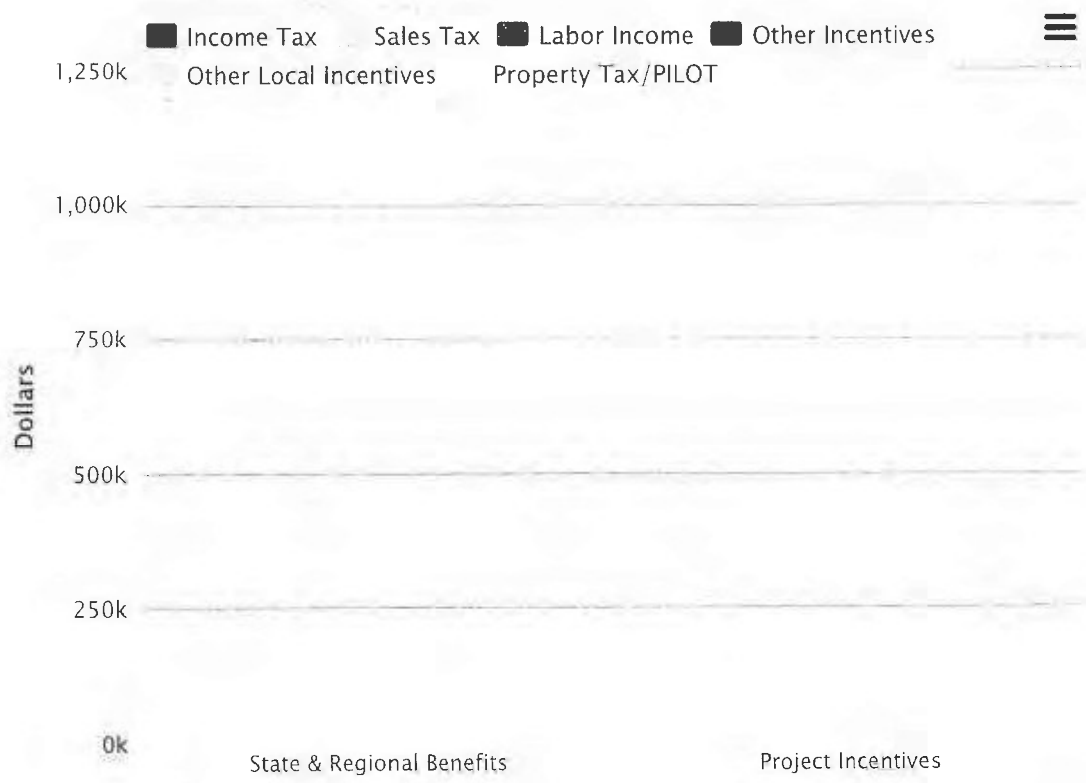 Income Tax Sales Tax Labor Income Other Incentives
Other Local Incentives Property Tax/PILOT
1,250k
1,000k
750k
500k
250k
0k
Dollars
State & Regional Benefits Project Incentives